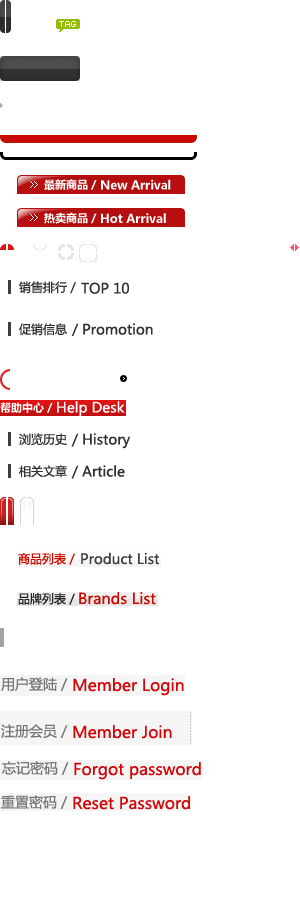 TAG
最新商品 / New Arrival
热卖商品 / Hot Arrival
销售排行 / TOP 10
促销信息 / Promotion
帮助中心 / Help Desk
浏览历史 / History
相关文章 / Article
商品列表 / Product List
品牌列表 / Brands List
用户登陆 / Member Login
注册会员 / Member Join
忘记密码 / Forgot password
重置密码 / Reset Password